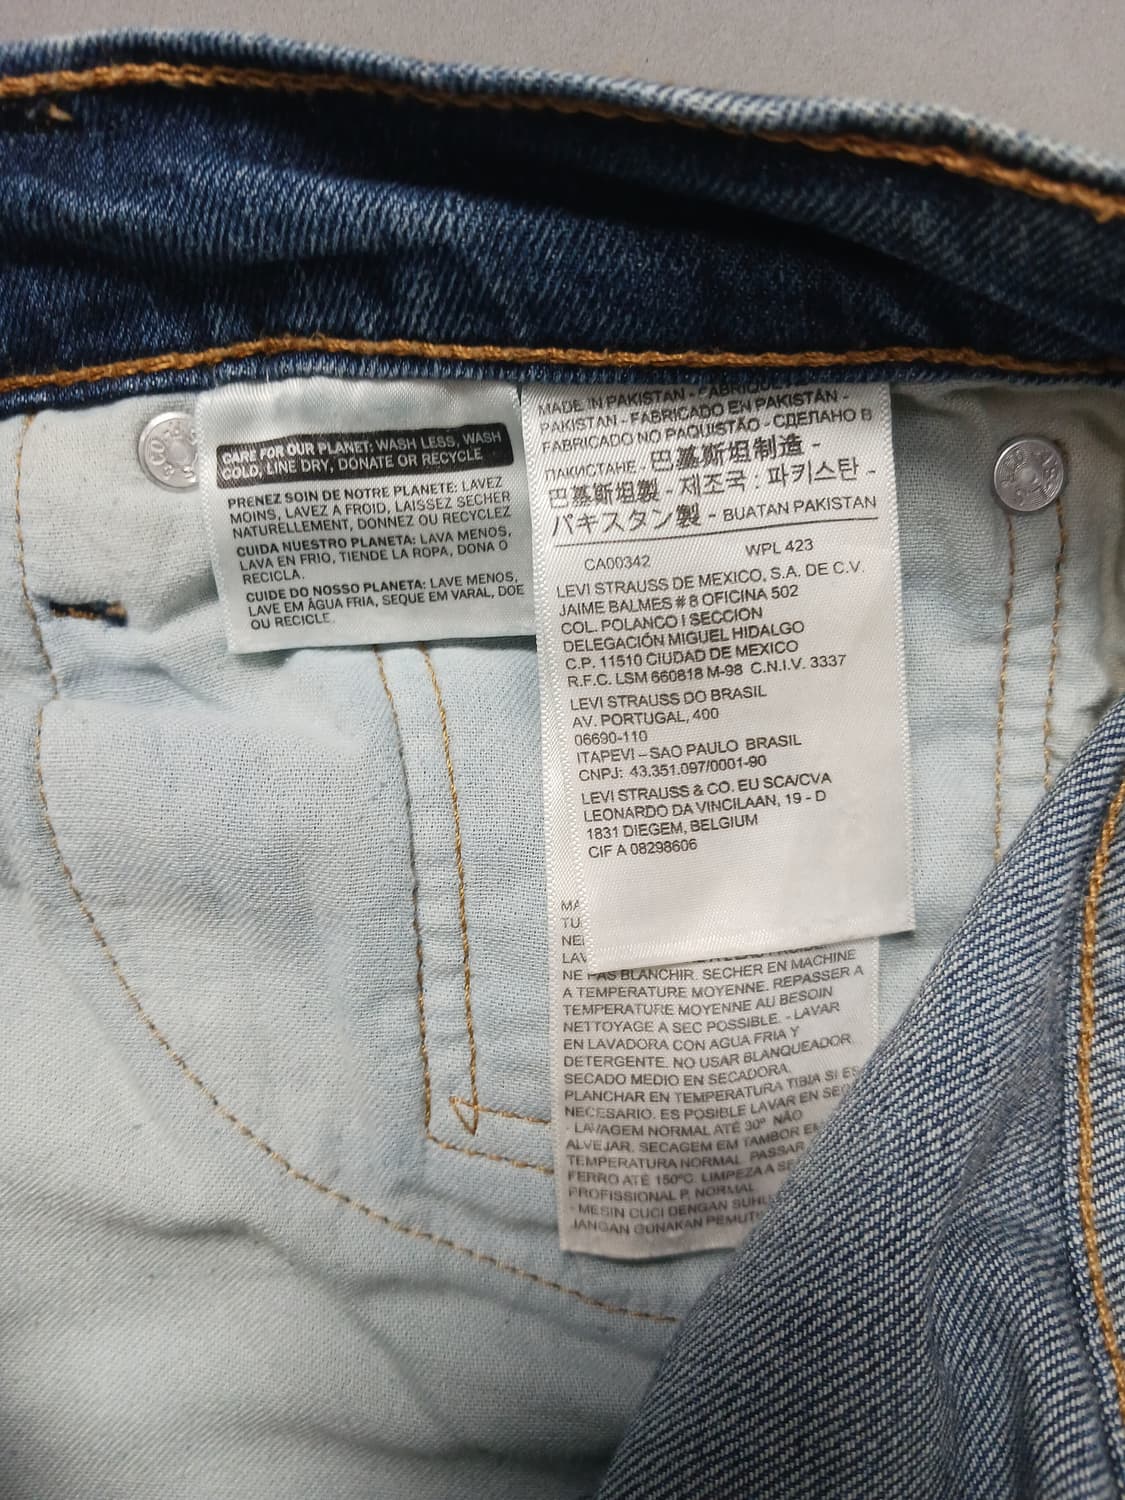 CARE FOR OUR PLANET: WASH LESS, WASH
COLD, LINE DRY, DONATE OR RECYCLE
PRENEZ SOIN DE NOTRE PLANETE: LAVEZ
MOINS, LAVEZ A FROID, LAISSEZ SECHER
NATURELLEMENT, DONNEZ OU RECYCLEZ
CUIDA NUESTRO PLANETA: LAVA MENOS,
LAVA EN FRIO, TIENDE LA ROPA, DONA O
RECICLA.
CUIDE DO NOSSO PLANETA: LAVE MENOS,
LAVE EM ÁGUA FRIA, SEQUE EM VARAL, DOE
OU RECICLE.
MADE IN PAKISTAN - FABRIQUE
PAKISTAN - FABRICADO EN PAKISTÁN -
FABRICADO NO PAQUISTÃO - СДЕЛАНО В
ПАКИСТАНЕ - 巴基斯坦制造 -
巴基斯坦製 - 제조국 : 파키스탄 -
パキスタン製 - BUATAN PAKISTAN
CA00342 WPL 423
LEVI STRAUSS DE MEXICO, S.A. DE C.V.
JAIME BALMES # 8 OFICINA 502
COL. POLANCO I SECCION
DELEGACIÓN MIGUEL HIDALGO
C.P. 11510 CIUDAD DE MEXICO
R.F.C. LSM 660818 M-98 C.N.I.V. 3337
LEVI STRAUSS DO BRASIL
AV. PORTUGAL, 400
06690-110
ITAPEVI – SAO PAULO BRASIL
CNPJ: 43.351.097/0001-90
LEVI STRAUSS & CO. EU SCA/CVA
LEONARDO DA VINCILAAN, 19 - D
1831 DIEGEM, BELGIUM
CIF A 08298606
MA
TU
NE
LAV
NE PAS BLANCHIR. SECHER EN MACHINE
A TEMPERATURE MOYENNE. REPASSER A
TEMPERATURE MOYENNE AU BESOIN
NETTOYAGE A SEC POSSIBLE. - LAVAR
EN LAVADORA CON AGUA FRIA Y
DETERGENTE. NO USAR BLANQUEADOR.
SECADO MEDIO EN SECADORA.
PLANCHAR EN TEMPERATURA TIBIA SI ES
NECESARIO. ES POSIBLE LAVAR EN SECO
- LAVAGEM NORMAL ATÉ 30º NÃO
ALVEJAR. SECAGEM EM TAMBOR EM
TEMPERATURA NORMAL. PASSAR
FERRO ATÉ 150ºC. LIMPEZA A SE
PROFISSIONAL P. NORMAL
- MESIN CUCI DENGAN SUHU
JANGAN GUNAKAN PEMUT